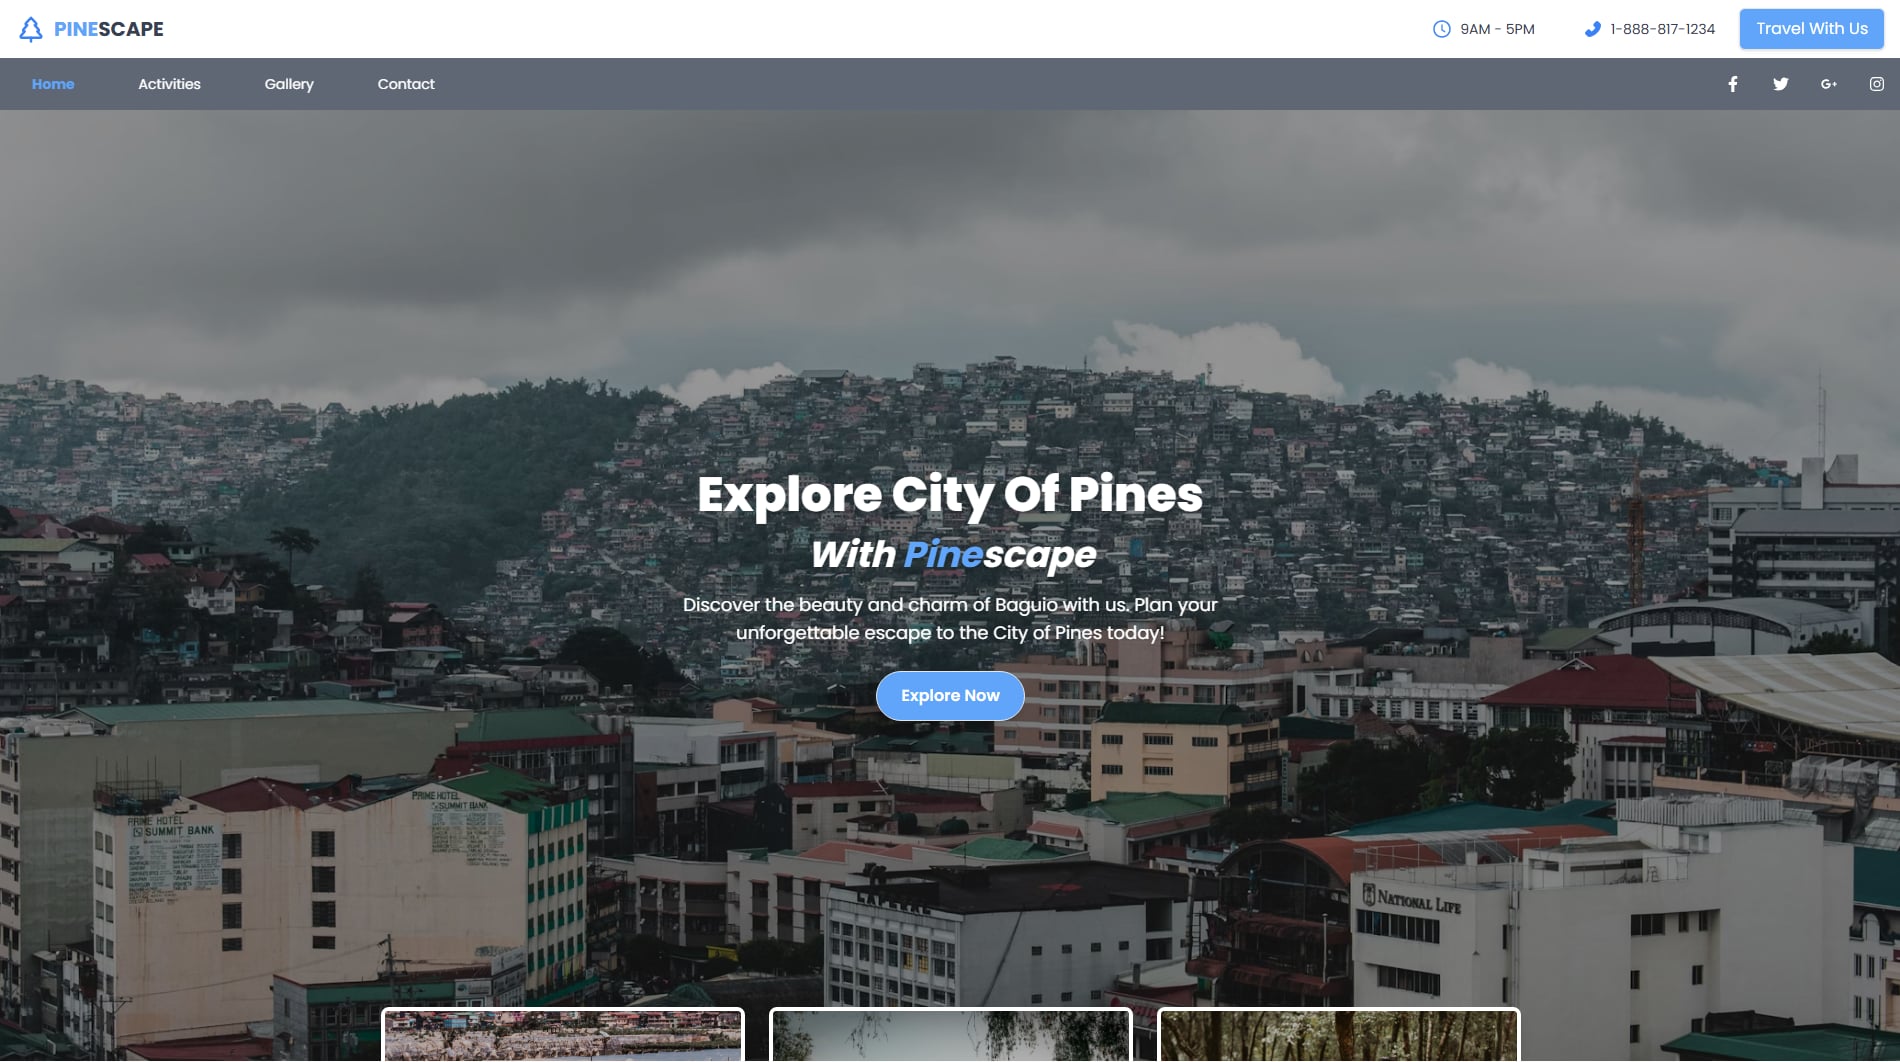 PINESCAPE
9AM - 5PM
1-888-817-1234
Travel With Us
Home
Activities
Gallery
Contact
Explore City Of Pines
With Pinescape
Discover the beauty and charm of Baguio with us. Plan your
unforgettable escape to the City of Pines today!
Explore Now
PRIME HOTEL
SUMMIT BANK
PRIME HOTEL
SUMMIT BANK
NATIONAL LIFE